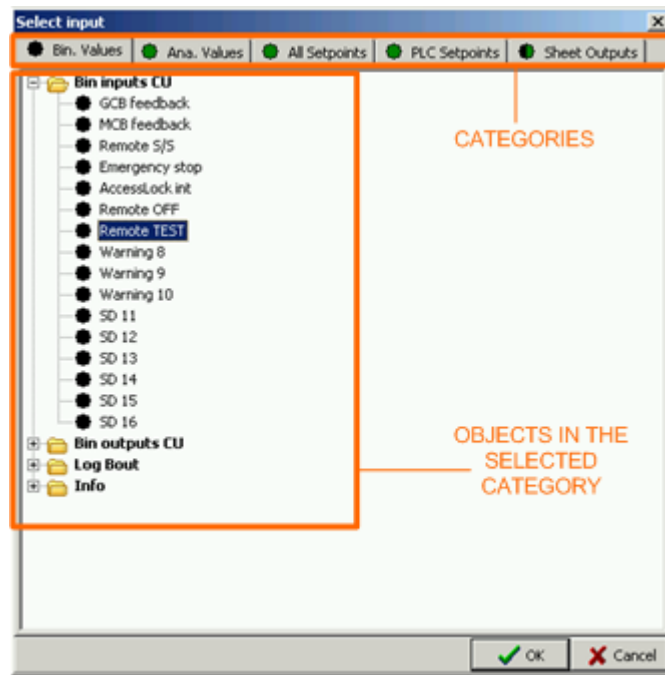 Select input
Bin. Values
Ana. Values
All Setpoints
PLC Setpoints
Sheet Outputs
Bin inputs CU
GCB feedback
MCB feedback
Remote S/S
Emergency stop
AccessLock int
Remote OFF
Remote TEST
Warning 8
Warning 9
Warning 10
SD 11
SD 12
SD 13
SD 14
SD 15
SD 16
Bin outputs CU
Log Bout
Info
CATEGORIES
OBJECTS IN THE
SELECTED
CATEGORY
OK
Cancel